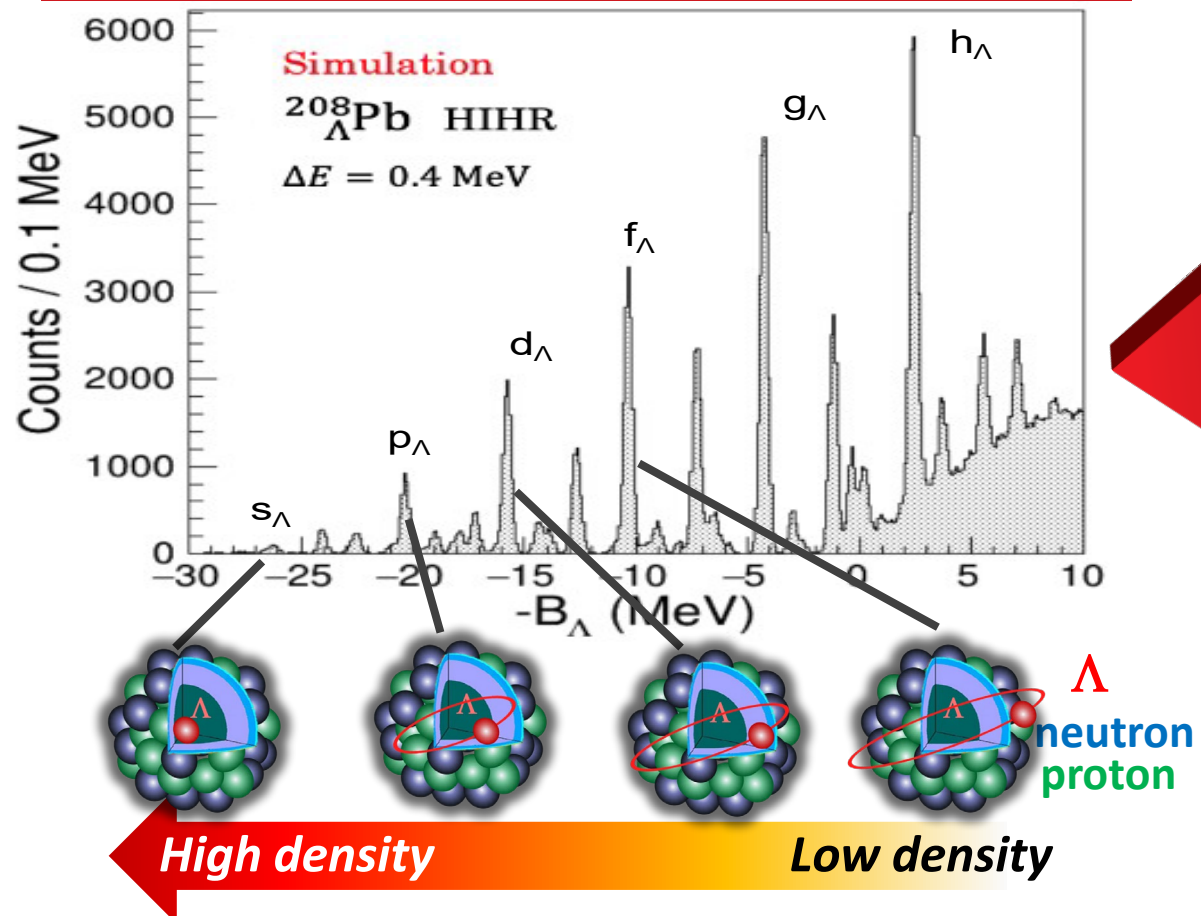 6000
5000
4000
3000
2000
1000
0
Counts / 0.1 MeV
Simulation
²⁰⁸ΛPb HIHR
ΔE = 0.4 MeV
hΛ
gΛ
fΛ
dΛ
pΛ
sΛ
−30 −25 −20 −15 −10 −5 0 5 10
-BΛ (MeV)
Λ Λ Λ Λ
Λ
neutron
proton
High density Low density